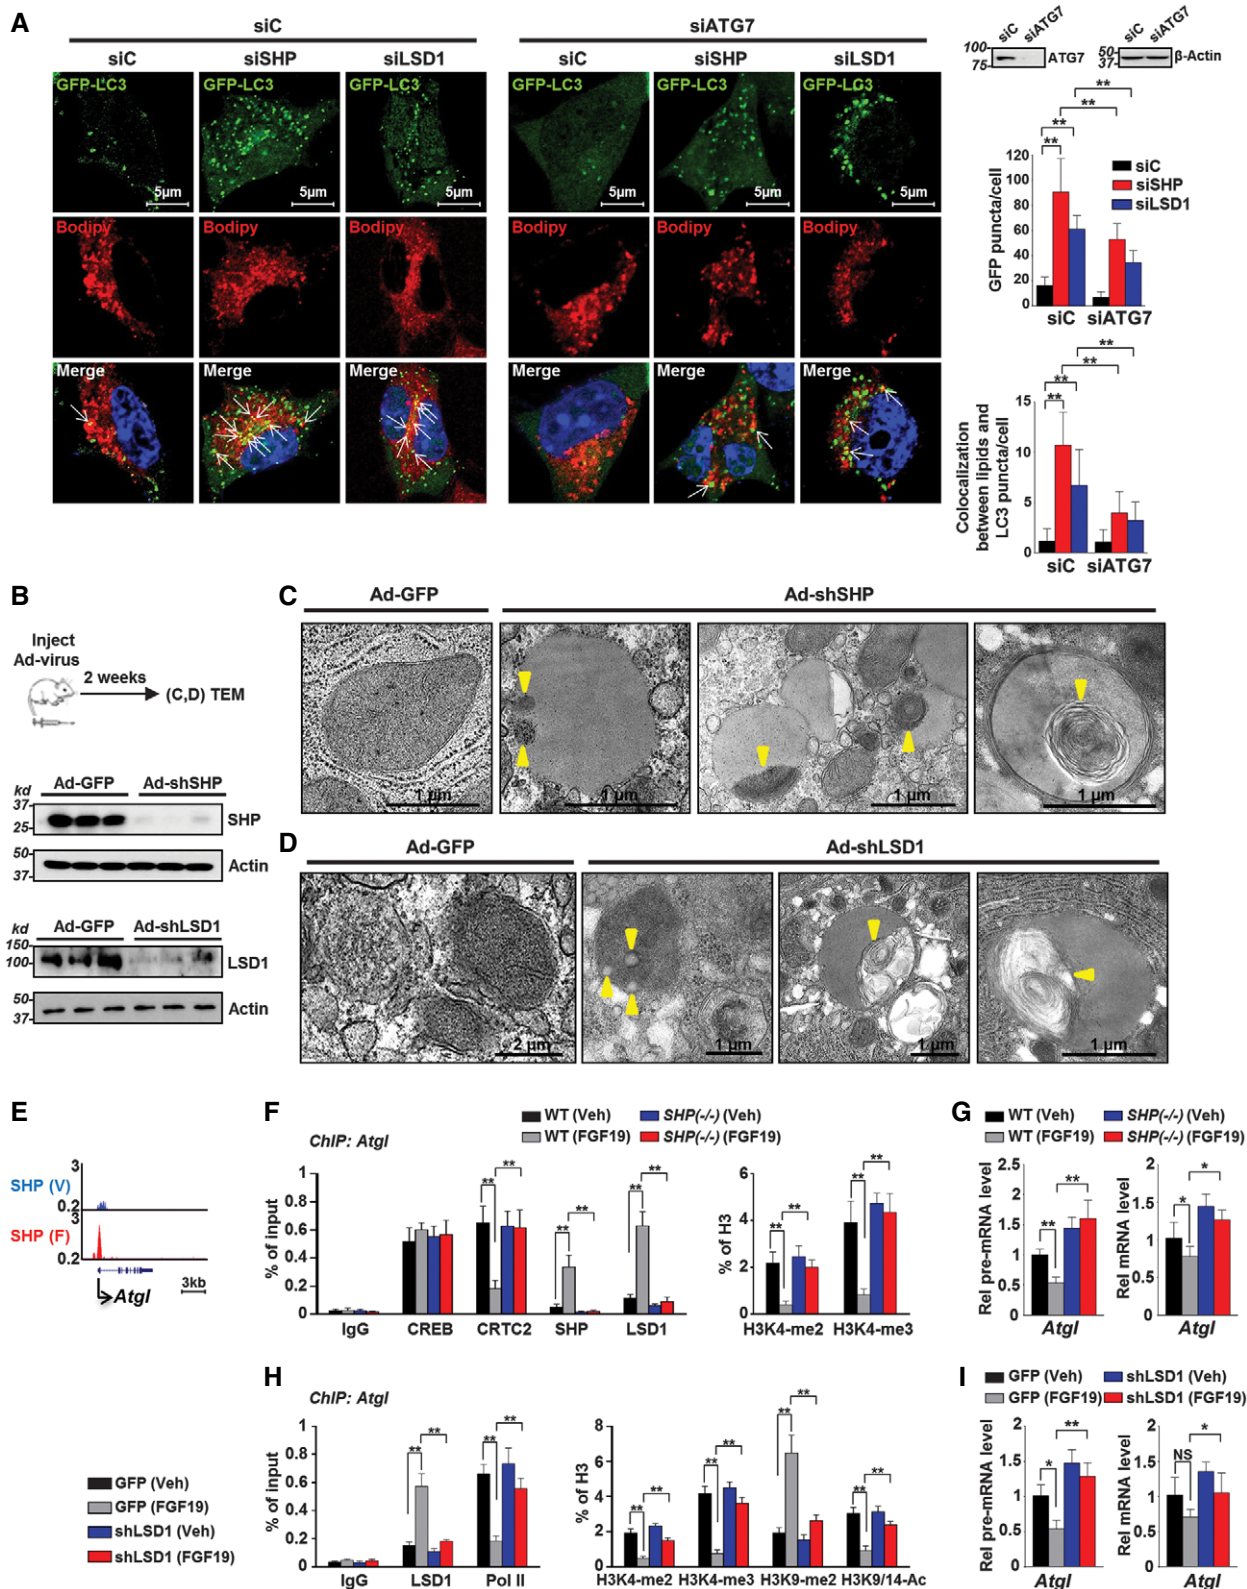 A
siC
siATG7
siC
siSHP
siLSD1
siC
siSHP
siLSD1
GFP-LC3
GFP-LC3
GFP-LC3
GFP-LC3
GFP-LC3
GFP-LC3
5µm
5µm
5µm
5µm
5µm
5µm
Bodipy
Bodipy
Bodipy
Bodipy
Bodipy
Bodipy
Merge
Merge
Merge
Merge
Merge
Merge
siC
siATG7
100
75
ATG7
siC
siATG7
50
37
β-Actin
**
**
**
**
GFP puncta/cell
120
100
80
60
40
20
0
siC
siSHP
siLSD1
siC
siATG7
**
**
**
**
Colocalization
between lipids and
LC3 puncta/cell
15
10
5
0
siC
siATG7
B
Inject
Ad-virus
2 weeks
(C,D) TEM
kd
Ad-GFP
Ad-shSHP
37
25
SHP
50
37
Actin
kd
Ad-GFP
Ad-shLSD1
150
100
LSD1
50
37
Actin
C
Ad-GFP
Ad-shSHP
1 µm
1 µm
1 µm
1 µm
D
Ad-GFP
Ad-shLSD1
2 µm
1 µm
1 µm
1 µm
E
3
SHP (V)
0.2
3
SHP (F)
0.2
Atgl
3kb
F
ChIP: Atgl
WT (Veh)
WT (FGF19)
SHP(-/-) (Veh)
SHP(-/-) (FGF19)
% of input
1
0.8
0.6
0.4
0.2
0
**
**
**
**
**
**
IgG
CREB
CRTC2
SHP
LSD1
% of H3
6
4
2
0
**
**
**
**
H3K4-me2
H3K4-me3
G
WT (Veh)
WT (FGF19)
SHP(-/-) (Veh)
SHP(-/-) (FGF19)
Rel pre-mRNA level
2.5
2
1.5
1
0.5
0
**
**
Atgl
Rel mRNA level
2
1.5
1
0.5
0
*
*
Atgl
H
ChIP: Atgl
GFP (Veh)
GFP (FGF19)
shLSD1 (Veh)
shLSD1 (FGF19)
% of input
1
0.8
0.6
0.4
0.2
0
**
**
**
**
IgG
LSD1
Pol II
% of H3
8
6
4
2
0
**
**
**
**
**
**
**
**
H3K4-me2
H3K4-me3
H3K9-me2
H3K9/14-Ac
I
GFP (Veh)
GFP (FGF19)
shLSD1 (Veh)
shLSD1 (FGF19)
Rel pre-mRNA level
2
1.5
1
0.5
0
*
**
Atgl
Rel mRNA level
2
1.5
1
0.5
0
NS
*
Atgl